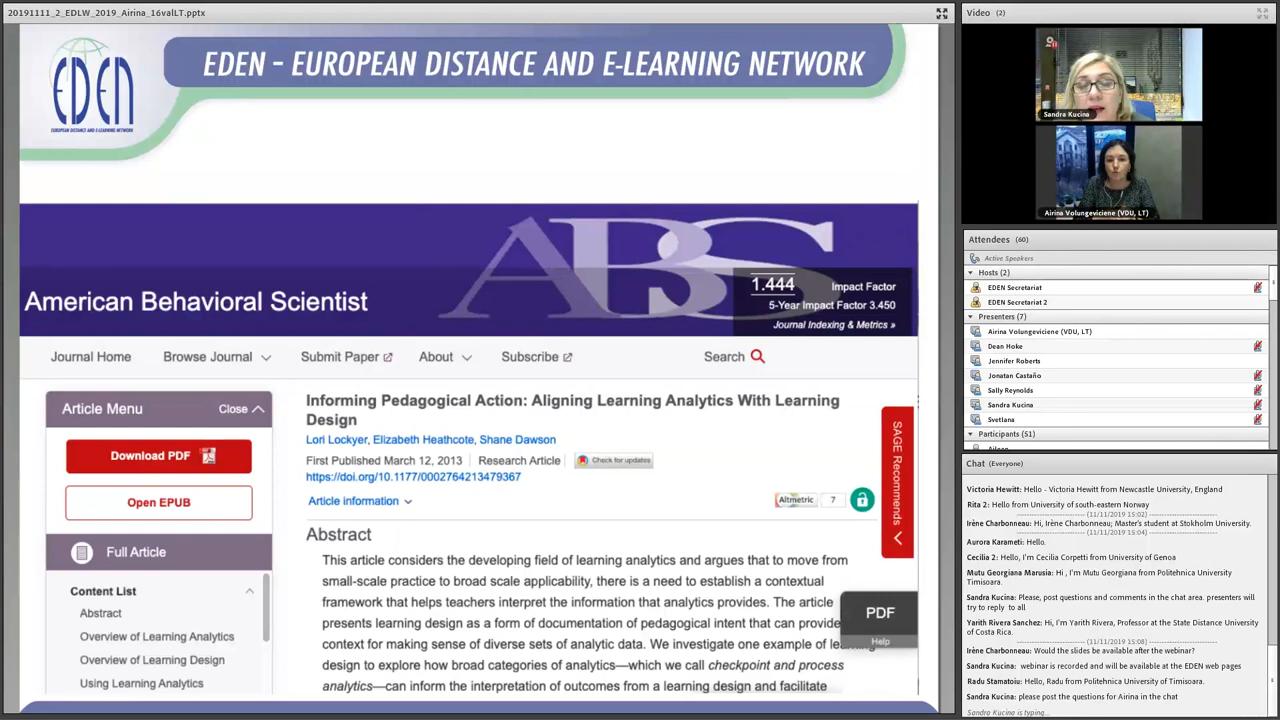 20191111_2_EDLW_2019_Airina_16valLT.pptx
EDEN
EUROPEAN DISTANCE AND E-LEARNING NETWORK
EDEN - EUROPEAN DISTANCE AND E-LEARNING NETWORK
ABS
American Behavioral Scientist
1.444 Impact Factor
5-Year Impact Factor 3.450
Journal Indexing & Metrics »
Journal Home Browse Journal Submit Paper About Subscribe Search
Article Menu Close
Download PDF
Open EPUB
Full Article
Content List
Abstract
Overview of Learning Analytics
Overview of Learning Design
Using Learning Analytics
Informing Pedagogical Action: Aligning Learning Analytics With Learning
Design
Lori Lockyer, Elizabeth Heathcote, Shane Dawson
First Published March 12, 2013 Research Article Check for updates
https://doi.org/10.1177/0002764213479367
Article information
Altmetric 7
Abstract
This article considers the developing field of learning analytics and argues that to move from
small-scale practice to broad scale applicability, there is a need to establish a contextual
framework that helps teachers interpret the information that analytics provides. The article
presents learning design as a form of documentation of pedagogical intent that can provide
context for making sense of diverse sets of analytic data. We investigate one example of learning
design to explore how broad categories of analytics—which we call checkpoint and process
analytics—can inform the interpretation of outcomes from a learning design and facilitate
SAGE Recommends
PDF
Help
Video (2)
Sandra Kucina
Airina Volungeviciene (VDU, LT)
Attendees (60)
Active Speakers
Hosts (2)
EDEN Secretariat
EDEN Secretariat 2
Presenters (7)
Airina Volungeviciene (VDU, LT)
Dean Hoke
Jennifer Roberts
Jonatan Castaño
Sally Reynolds
Sandra Kucina
Svetlana
Participants (51)
Chat (Everyone)
Victoria Hewitt: Hello - Victoria Hewitt from Newcastle University, England
Rita 2: Hello from University of south-eastern Norway
(11/11/2019 15:02)
Irène Charbonneau: Hi, Irène Charbonneau; Master's student at Stokholm University.
(11/11/2019 15:04)
Aurora Karameti: Hello.
Cecilia 2: Hello, I'm Cecilia Corpetti from University of Genoa
Mutu Georgiana Marusia: Hi , I'm Mutu Georgiana from Politehnica University
Timisoara.
Sandra Kucina: Please, post questions and comments in the chat area. presenters will
try to reply to all
Yarith Rivera Sanchez: Hi, I'm Yarith Rivera, Professor at the State Distance University
of Costa Rica.
(11/11/2019 15:08)
Irène Charbonneau: Would the slides be available after the webinar?
Sandra Kucina: webinar is recorded and will be available at the EDEN web pages
Radu Stamatoiu: Hello, Radu from Politehnica University of Timisoara.
Sandra Kucina: please post the questions for Airina in the chat
Sandra Kucina is typing...